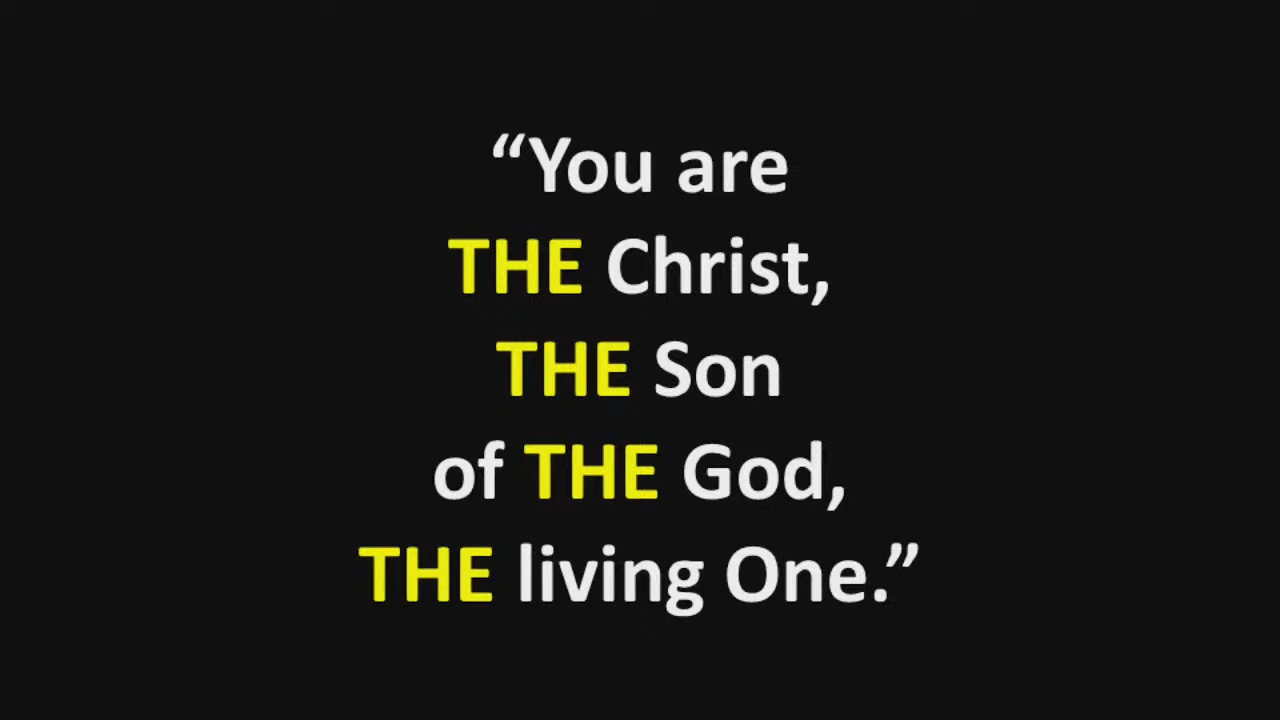 “You are
THE Christ,
THE Son
of THE God,
THE living One.”